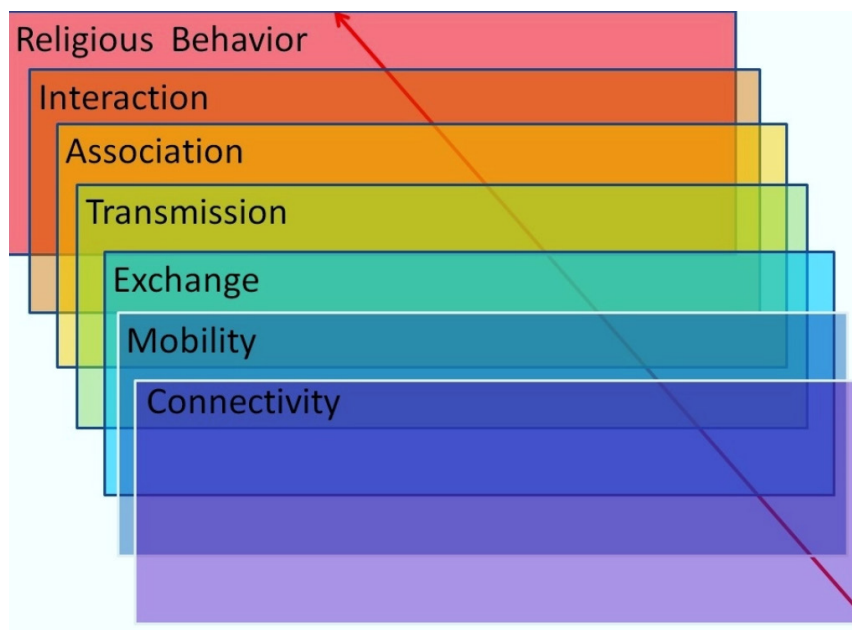 Religious Behavior
Interaction
Association
Transmission
Exchange
Mobility
Connectivity